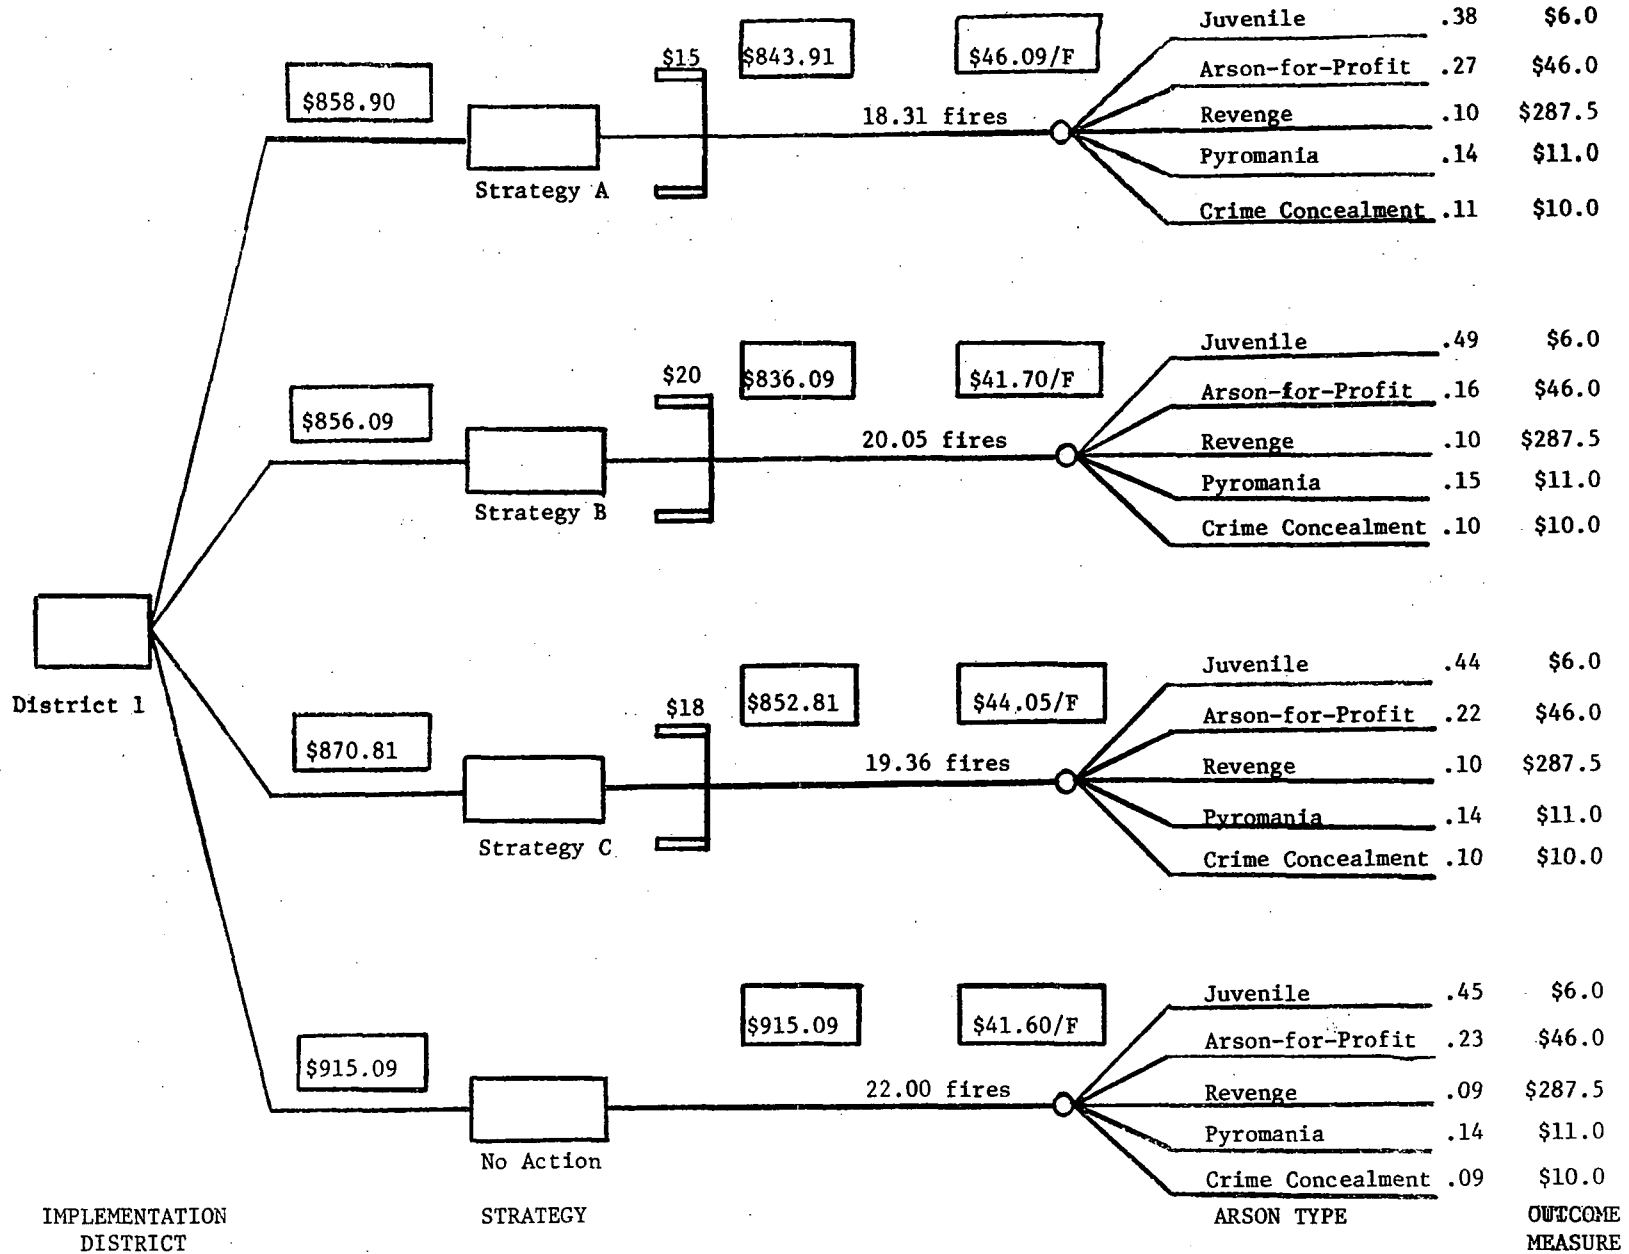 Juvenile .38 $6.0
$15 $843.91 $46.09/F
Arson-for-Profit .27 $46.0
$858.90
18.31 fires
Revenge .10 $287.5
Pyromania .14 $11.0
Strategy A
Crime Concealment .11 $10.0
Juvenile .49 $6.0
$20 $836.09 $41.70/F
Arson-for-Profit .16 $46.0
$856.09
20.05 fires
Revenge .10 $287.5
Pyromania .15 $11.0
Strategy B
Crime Concealment .10 $10.0
Juvenile .44 $6.0
$18 $852.81 $44.05/F
District 1
Arson-for-Profit .22 $46.0
$870.81
19.36 fires
Revenge .10 $287.5
Pyromania .14 $11.0
Strategy C
Crime Concealment .10 $10.0
Juvenile .45 $6.0
$915.09 $41.60/F
Arson-for-Profit .23 $46.0
$915.09
22.00 fires
Revenge .09 $287.5
Pyromania .14 $11.0
No Action
Crime Concealment .09 $10.0
IMPLEMENTATION STRATEGY ARSON TYPE OUTCOME
DISTRICT MEASURE